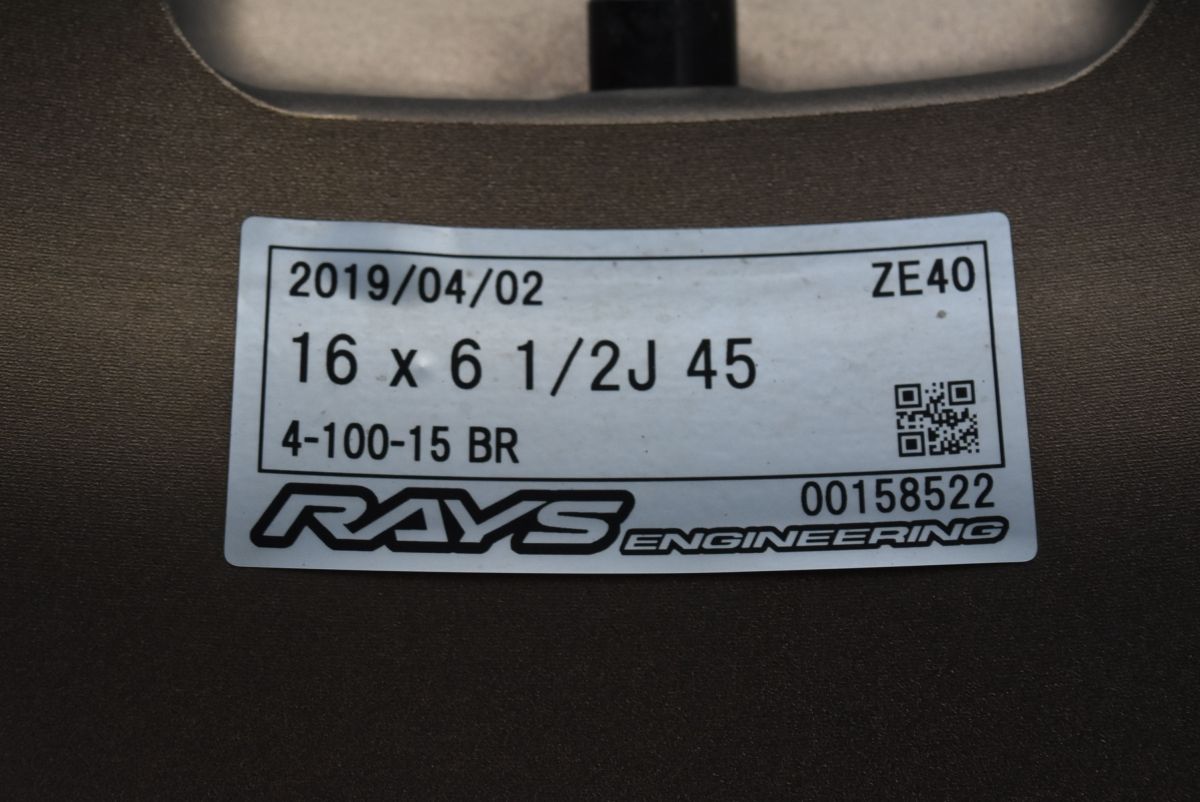 2019/04/02 ZE40
16 x 6 1/2J 45
4-100-15 BR
00158522
RAYS ENGINEERING